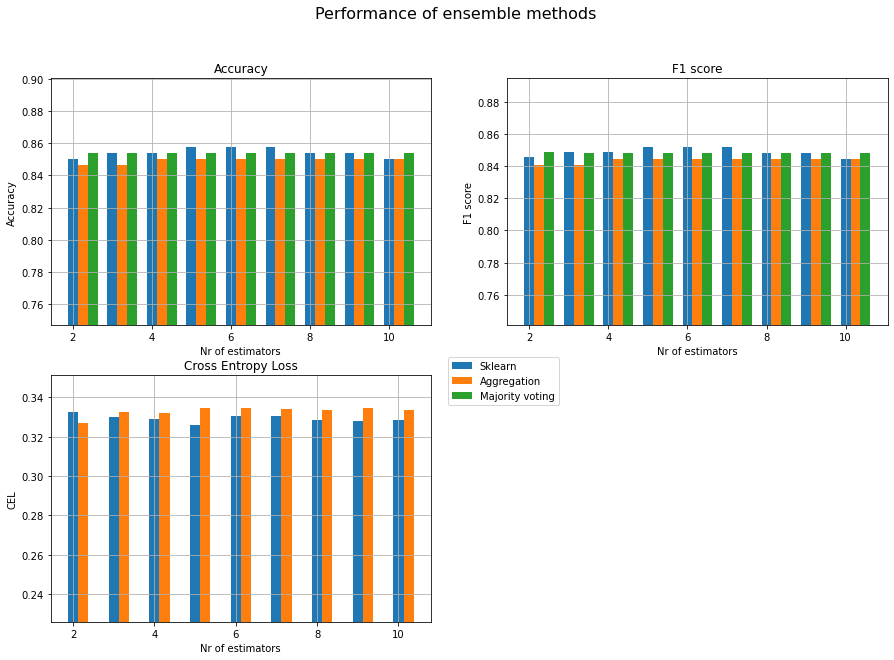 Performance of ensemble methods
Accuracy
0.90
0.88
0.86
0.84
0.82
0.80
0.78
0.76
Accuracy
2 4 6 8 10
Nr of estimators
F1 score
0.88
0.86
0.84
0.82
0.80
0.78
0.76
F1 score
2 4 6 8 10
Nr of estimators
Cross Entropy Loss
0.34
0.32
0.30
0.28
0.26
0.24
CEL
2 4 6 8 10
Nr of estimators
Sklearn
Aggregation
Majority voting